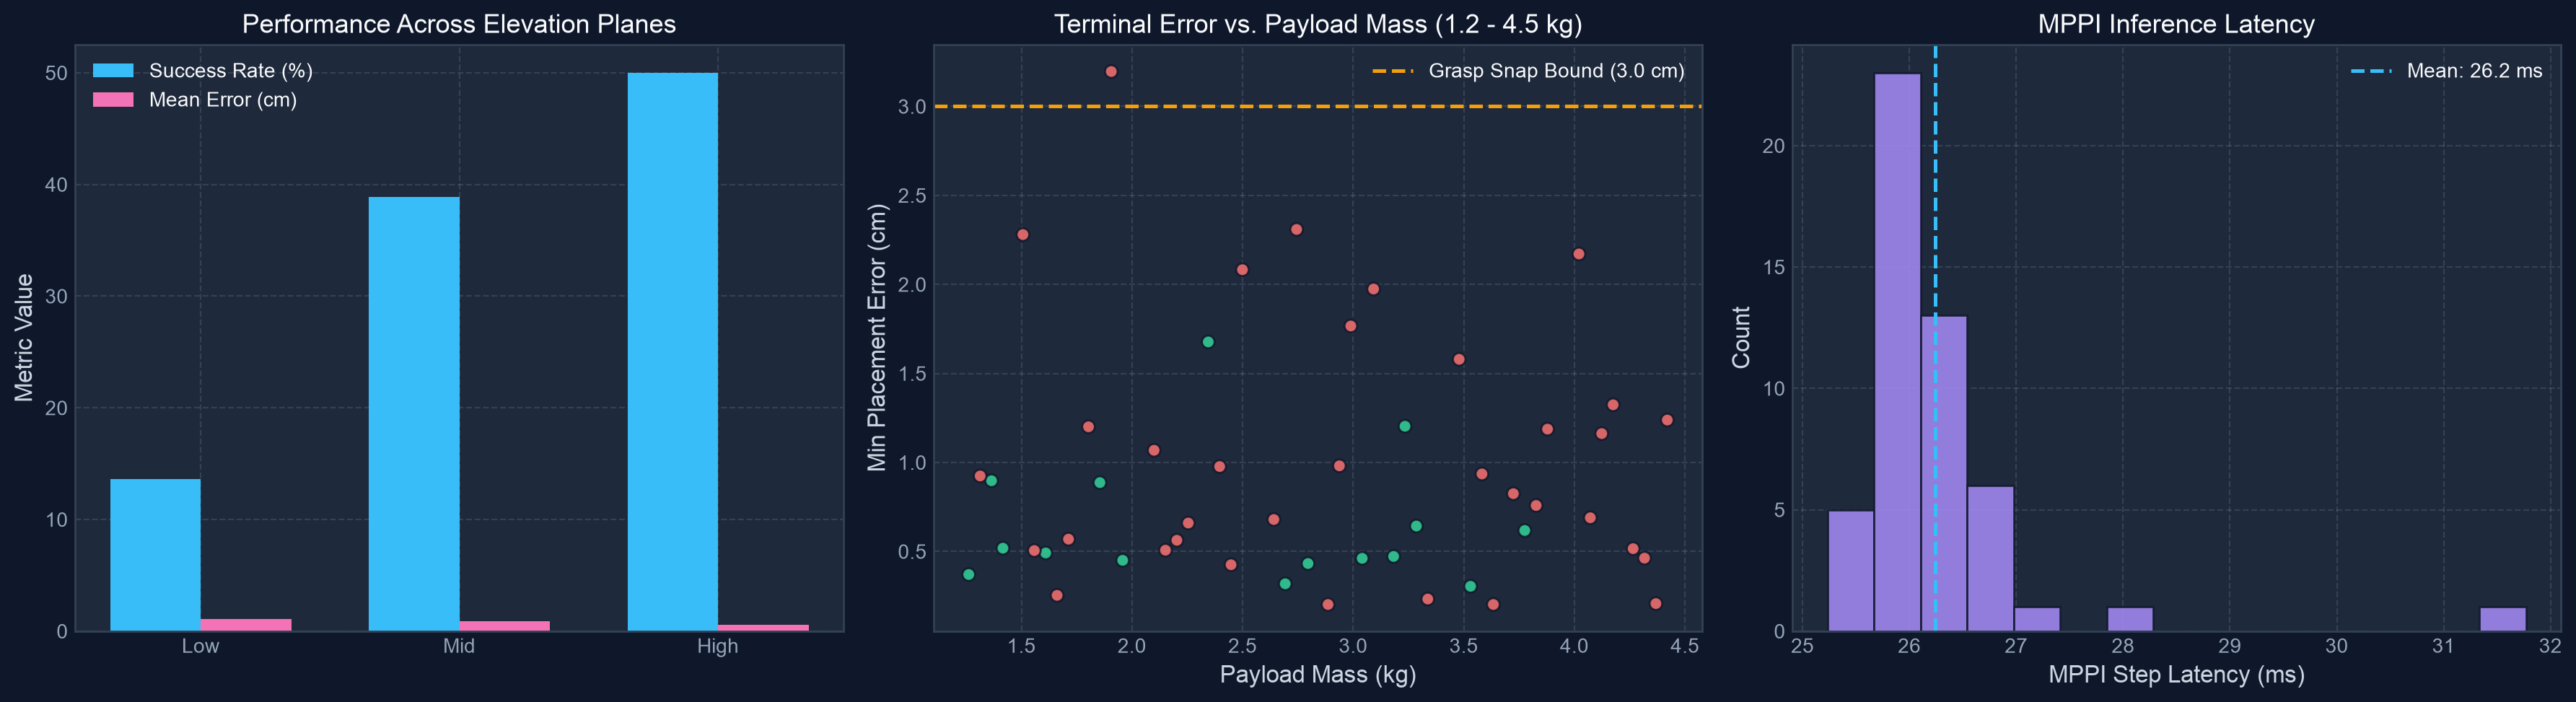 Performance Across Elevation Planes
Success Rate (%)
Mean Error (cm)
Metric Value
50
40
30
20
10
0
Low
Mid
High
Terminal Error vs. Payload Mass (1.2 - 4.5 kg)
Grasp Snap Bound (3.0 cm)
Min Placement Error (cm)
3.0
2.5
2.0
1.5
1.0
0.5
1.5 2.0 2.5 3.0 3.5 4.0 4.5
Payload Mass (kg)
MPPI Inference Latency
Mean: 26.2 ms
Count
20
15
10
5
0
25 26 27 28 29 30 31 32
MPPI Step Latency (ms)